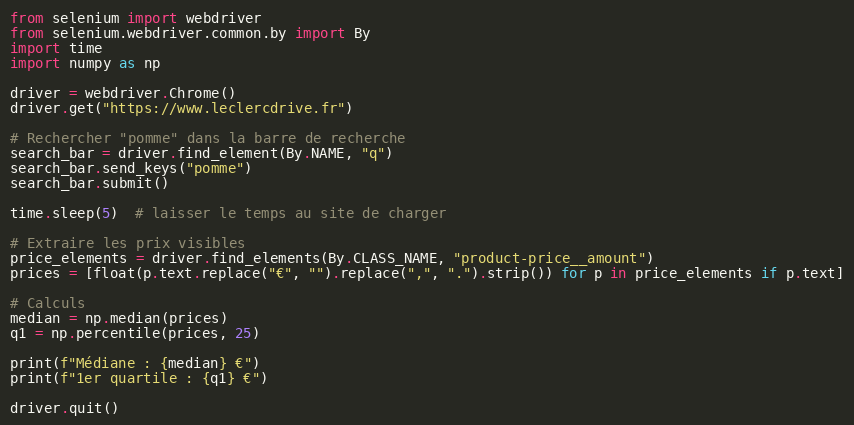 from selenium import webdriver
from selenium.webdriver.common.by import By
import time
import numpy as np

driver = webdriver.Chrome()
driver.get("https://www.leclercdrive.fr")

# Rechercher "pomme" dans la barre de recherche
search_bar = driver.find_element(By.NAME, "q")
search_bar.send_keys("pomme")
search_bar.submit()

time.sleep(5)  # laisser le temps au site de charger

# Extraire les prix visibles
price_elements = driver.find_elements(By.CLASS_NAME, "product-price__amount")
prices = [float(p.text.replace("€", "").replace(",", ".").strip()) for p in price_elements if p.text]

# Calculs
median = np.median(prices)
q1 = np.percentile(prices, 25)

print(f"Médiane : {median} €")
print(f"1er quartile : {q1} €")

driver.quit()